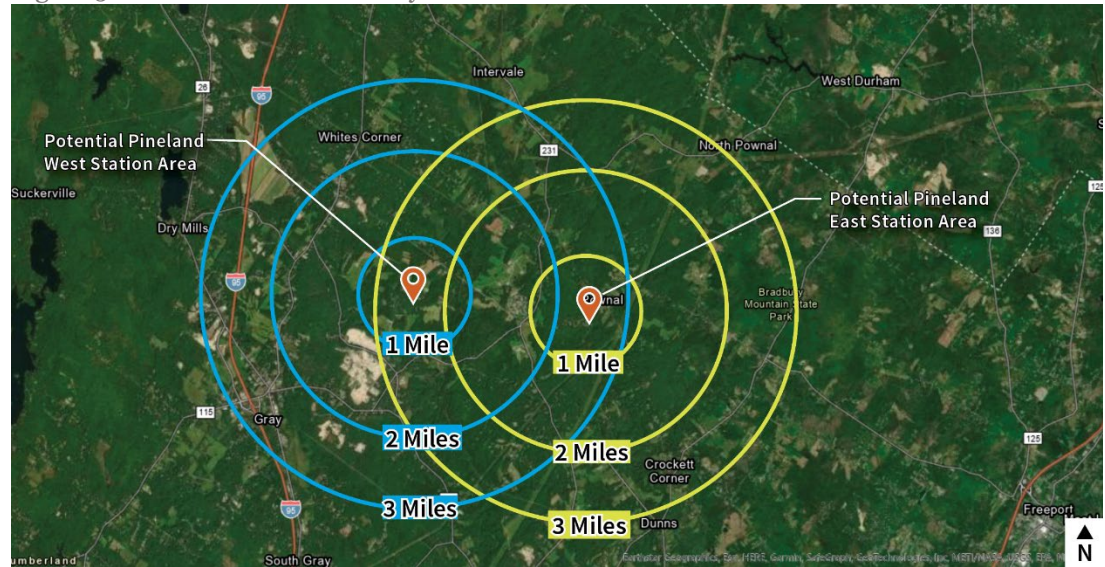 Intervale
West Durham
26
95
Whites Corner
Potential Pineland
West Station Area
231
North Pownal
125
Suckerville
Potential Pineland
East Station Area
Dry Mills
136
95
Bradbury
Mountain State
Park
1 Mile
1 Mile
115
Gray
2 Miles
2 Miles
Crockett
Corner
125
95
3 Miles
3 Miles
Dunns
Freeport
South Gray
N